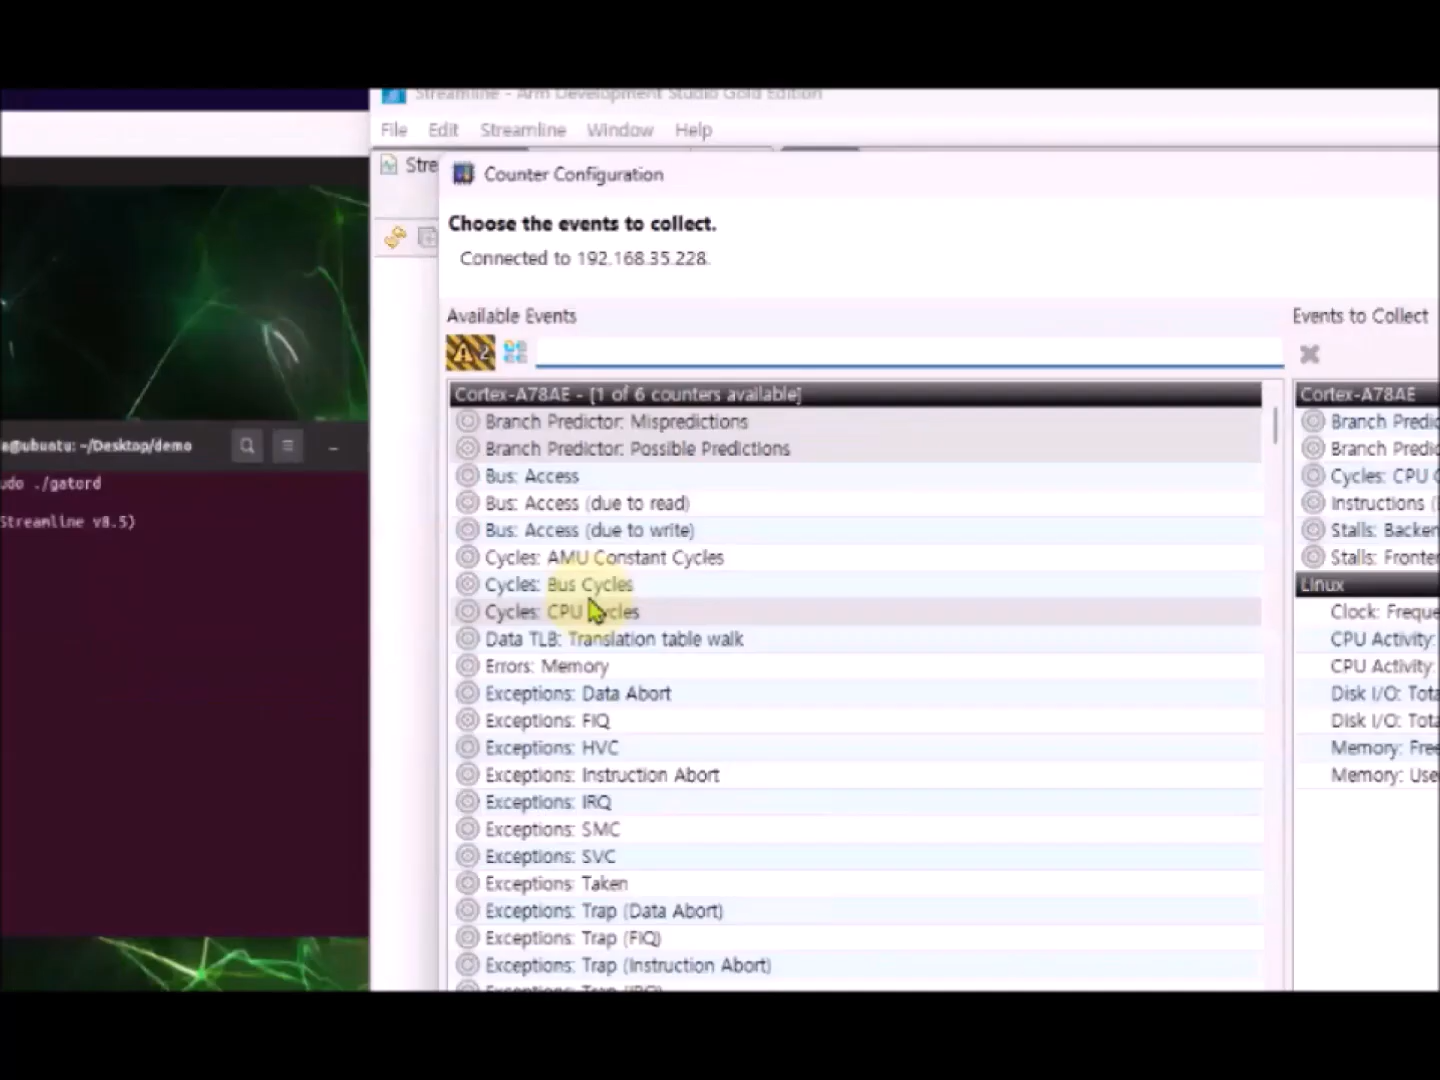 Streamline - Arm Development Studio Gold Edition
File Edit Streamline Window Help
Stre
Counter Configuration
Choose the events to collect.
Connected to 192.168.35.228.
Available Events
Events to Collect
2
Cortex-A78AE - [1 of 6 counters available]
Branch Predictor: Mispredictions
Branch Predictor: Possible Predictions
Bus: Access
Bus: Access (due to read)
Bus: Access (due to write)
Cycles: AMU Constant Cycles
Cycles: Bus Cycles
Cycles: CPU Cycles
Data TLB: Translation table walk
Errors: Memory
Exceptions: Data Abort
Exceptions: FIQ
Exceptions: HVC
Exceptions: Instruction Abort
Exceptions: IRQ
Exceptions: SMC
Exceptions: SVC
Exceptions: Taken
Exceptions: Trap (Data Abort)
Exceptions: Trap (FIQ)
Exceptions: Trap (Instruction Abort)
Exceptions: Trap (IRQ)
Cortex-A78AE
Branch Predic
Branch Predic
Cycles: CPU C
Instructions (
Stalls: Backen
Stalls: Fronte
Linux
Clock: Freque
CPU Activity:
CPU Activity:
Disk I/O: Tota
Disk I/O: Tota
Memory: Free
Memory: Use
a@ubuntu: ~/Desktop/demo
udo ./gatord
Streamline v8.5)